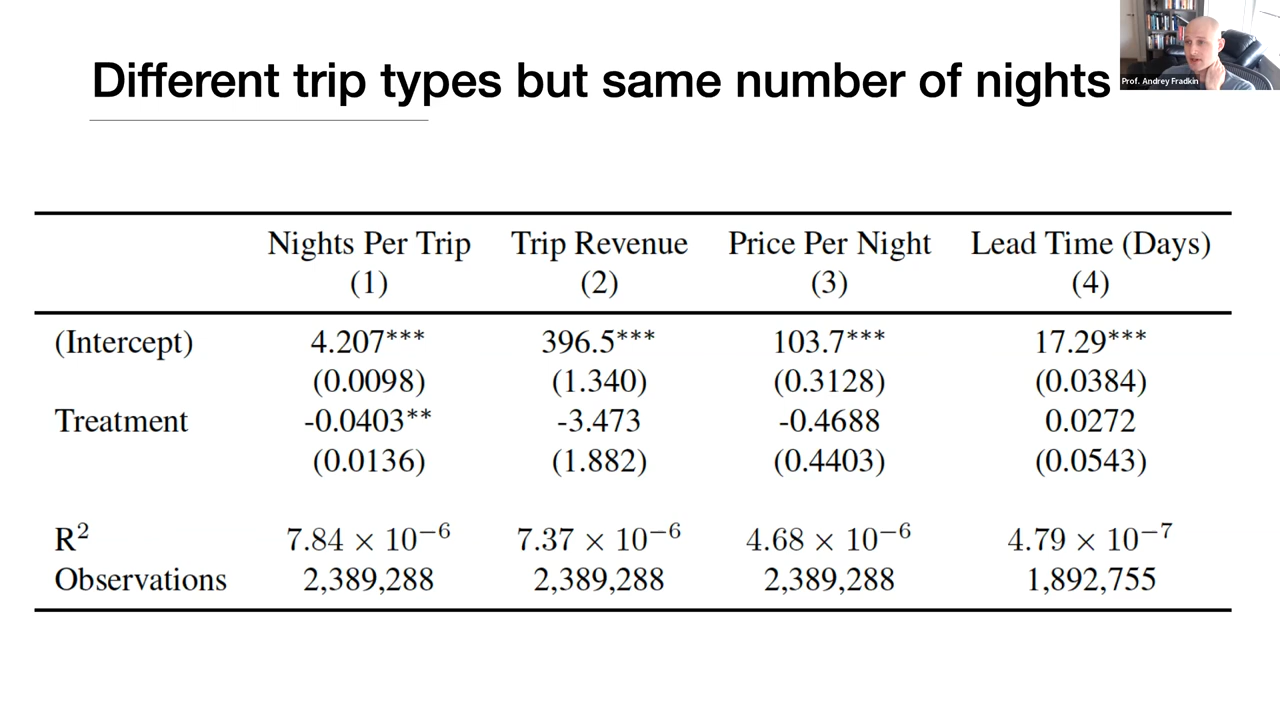 Different trip types but same number of nights
Prof. Andrey Fradkin
Nights Per Trip Trip Revenue Price Per Night Lead Time (Days)
(1) (2) (3) (4)
(Intercept) 4.207*** 396.5*** 103.7*** 17.29***
(0.0098) (1.340) (0.3128) (0.0384)
Treatment -0.0403** -3.473 -0.4688 0.0272
(0.0136) (1.882) (0.4403) (0.0543)
R² 7.84 × 10⁻⁶ 7.37 × 10⁻⁶ 4.68 × 10⁻⁶ 4.79 × 10⁻⁷
Observations 2,389,288 2,389,288 2,389,288 1,892,755